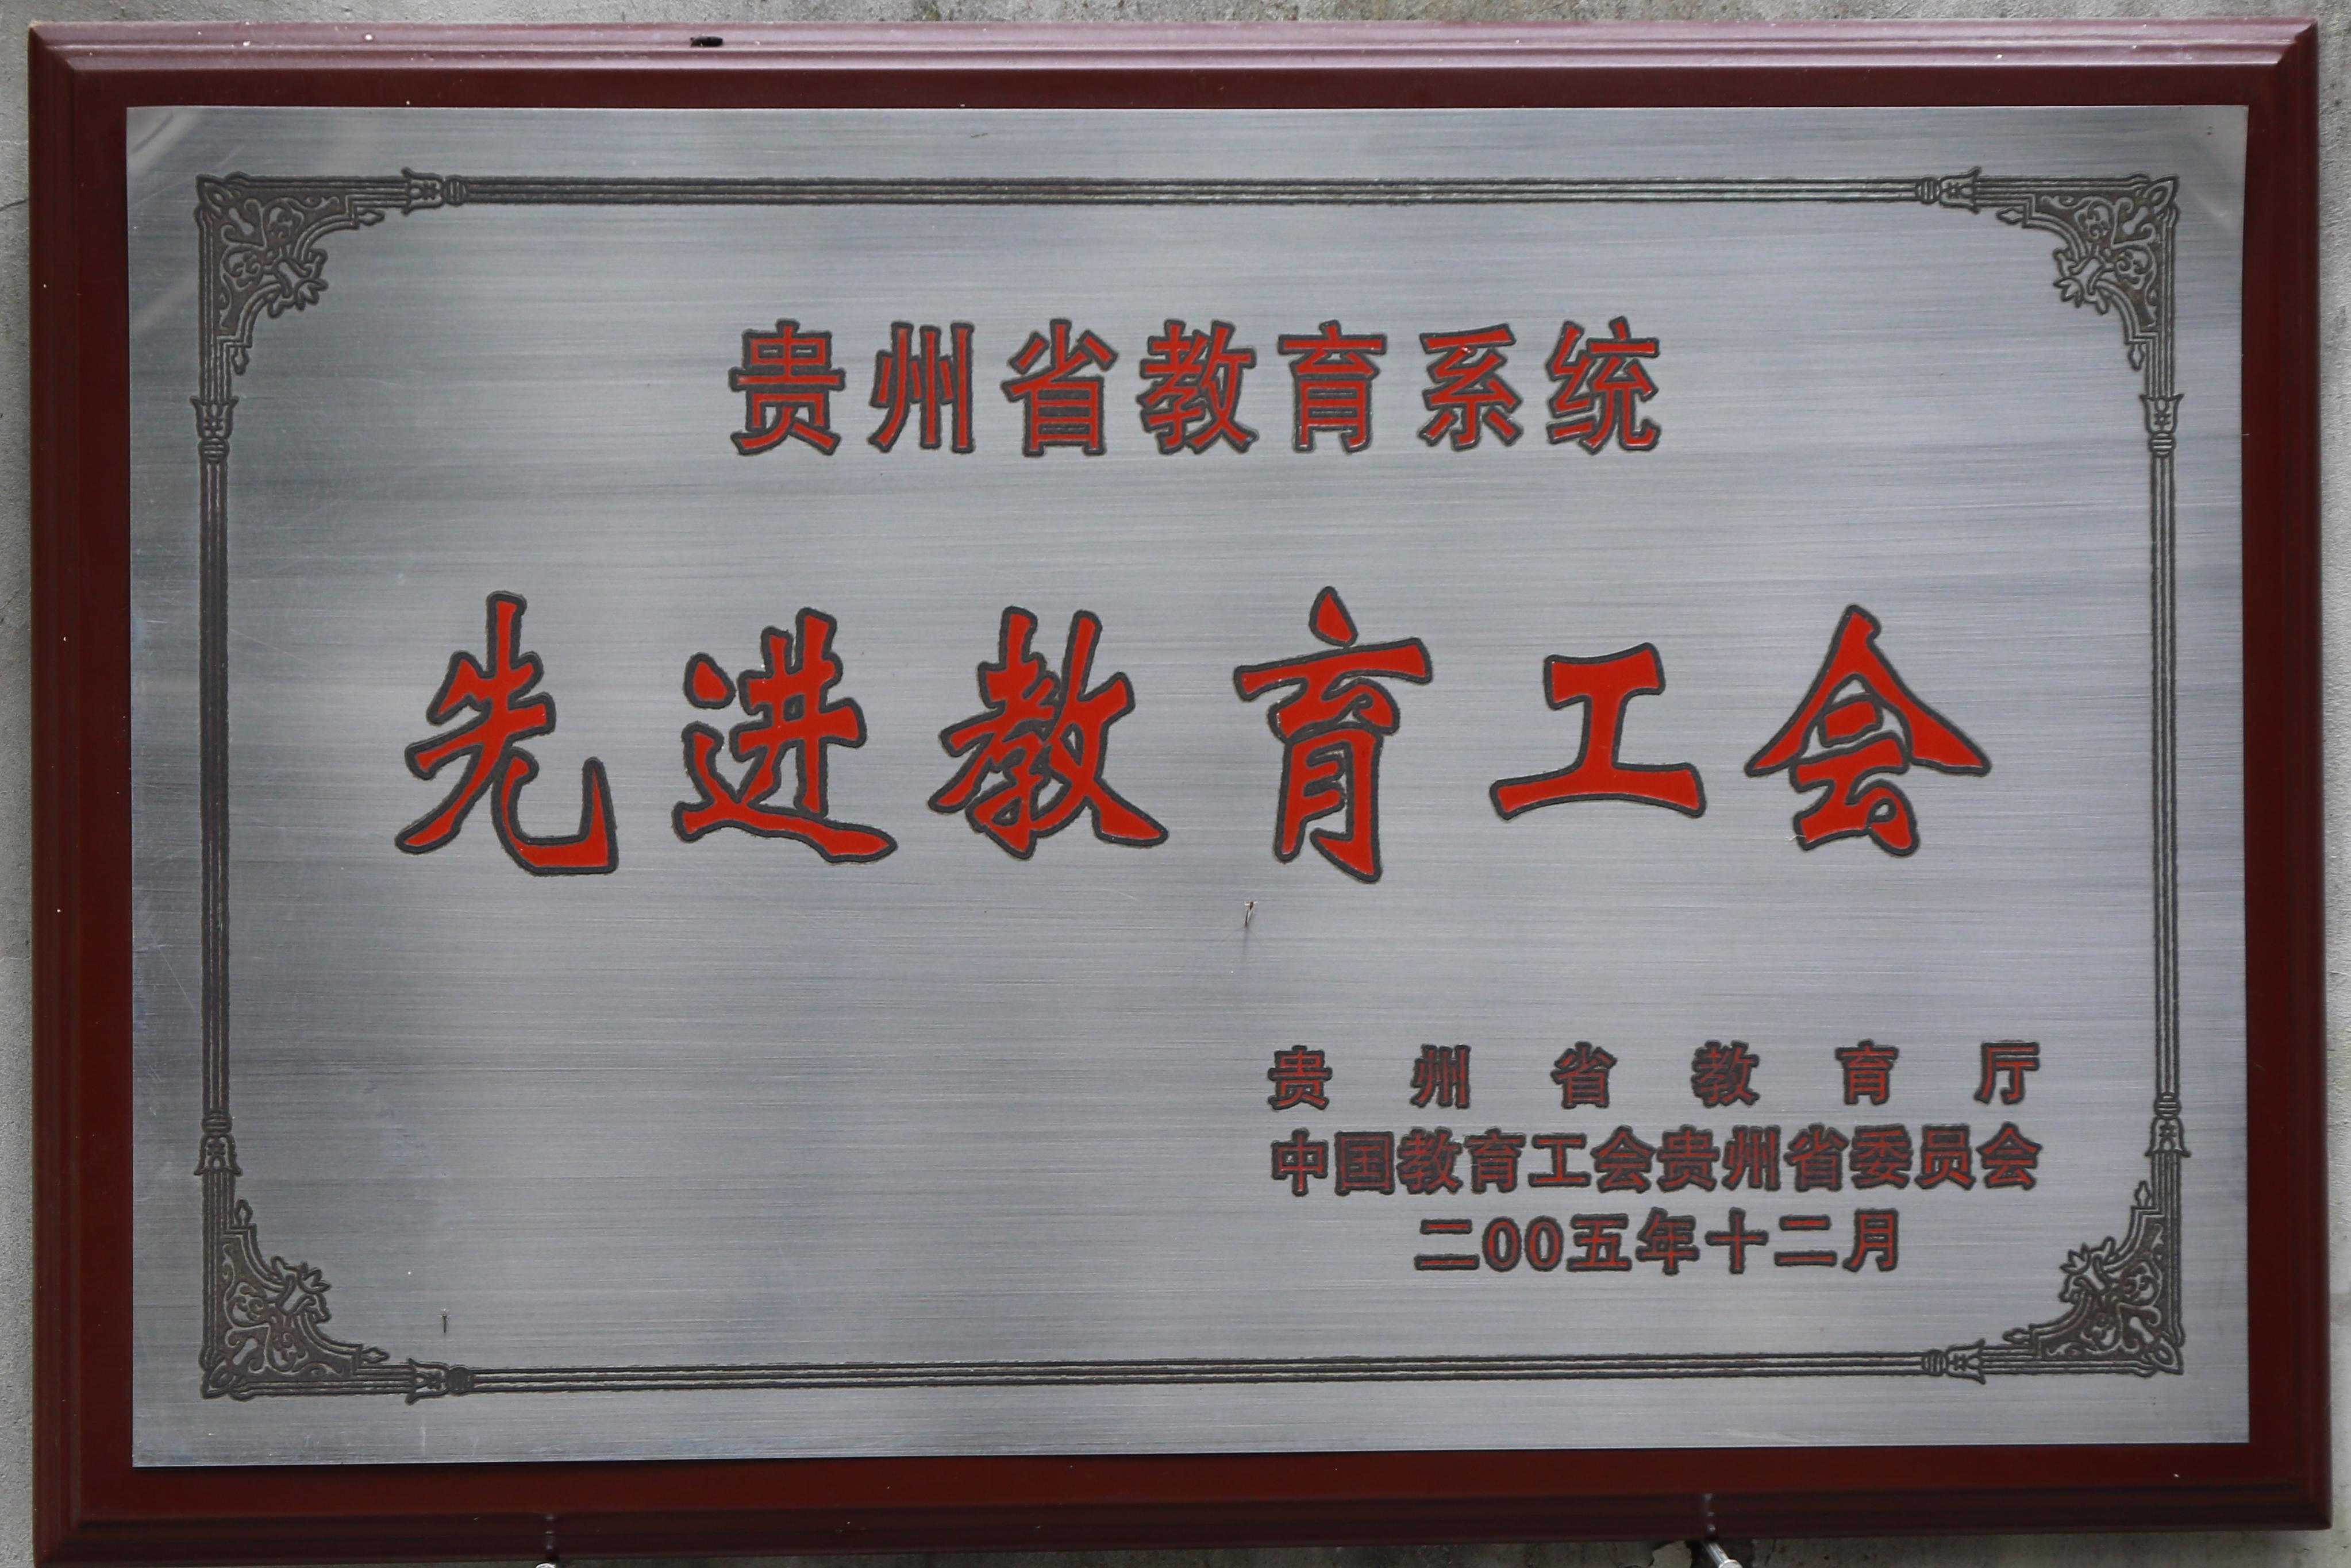 贵州省教育系统
先进教育工会
贵州省教育厅
中国教育工会贵州省委员会
二00五年十二月